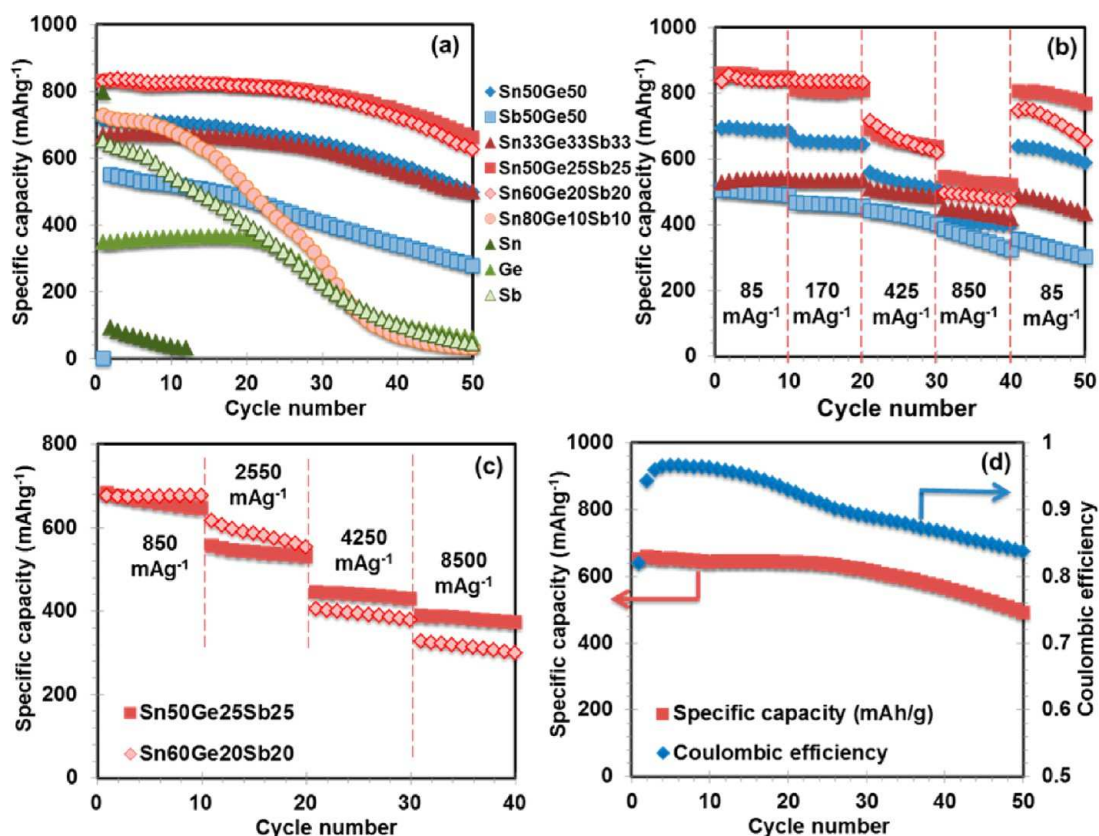 (a)
1000
800
600
400
200
0
Specific capacity (mAhg⁻¹)
0 10 20 30 40 50
Cycle number
Sn50Ge50
Sb50Ge50
Sn33Ge33Sb33
Sn50Ge25Sb25
Sn60Ge20Sb20
Sn80Ge10Sb10
Sn
Ge
Sb
(b)
1000
800
600
400
200
0
Specific capacity (mAhg⁻¹)
85 mAg⁻¹
170 mAg⁻¹
425 mAg⁻¹
850 mAg⁻¹
85 mAg⁻¹
0 10 20 30 40 50
Cycle number
(c)
800
600
400
200
0
Specific capacity (mAhg⁻¹)
850 mAg⁻¹
2550 mAg⁻¹
4250 mAg⁻¹
8500 mAg⁻¹
Sn50Ge25Sb25
Sn60Ge20Sb20
0 10 20 30 40
Cycle number
(d)
1000
800
600
400
200
0
Specific capacity (mAhg⁻¹)
1
0.9
0.8
0.7
0.6
0.5
Coulombic efficiency
Specific capacity (mAh/g)
Coulombic efficiency
0 10 20 30 40 50
Cycle number